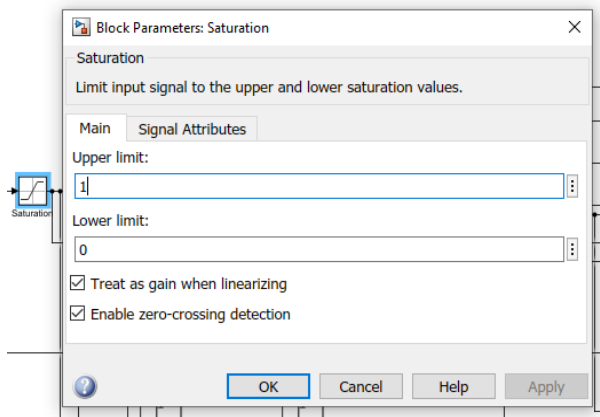 Block Parameters: Saturation
Saturation
Limit input signal to the upper and lower saturation values.
Main Signal Attributes
Upper limit:
1
Saturation
Lower limit:
0
Treat as gain when linearizing
Enable zero-crossing detection
OK Cancel Help Apply